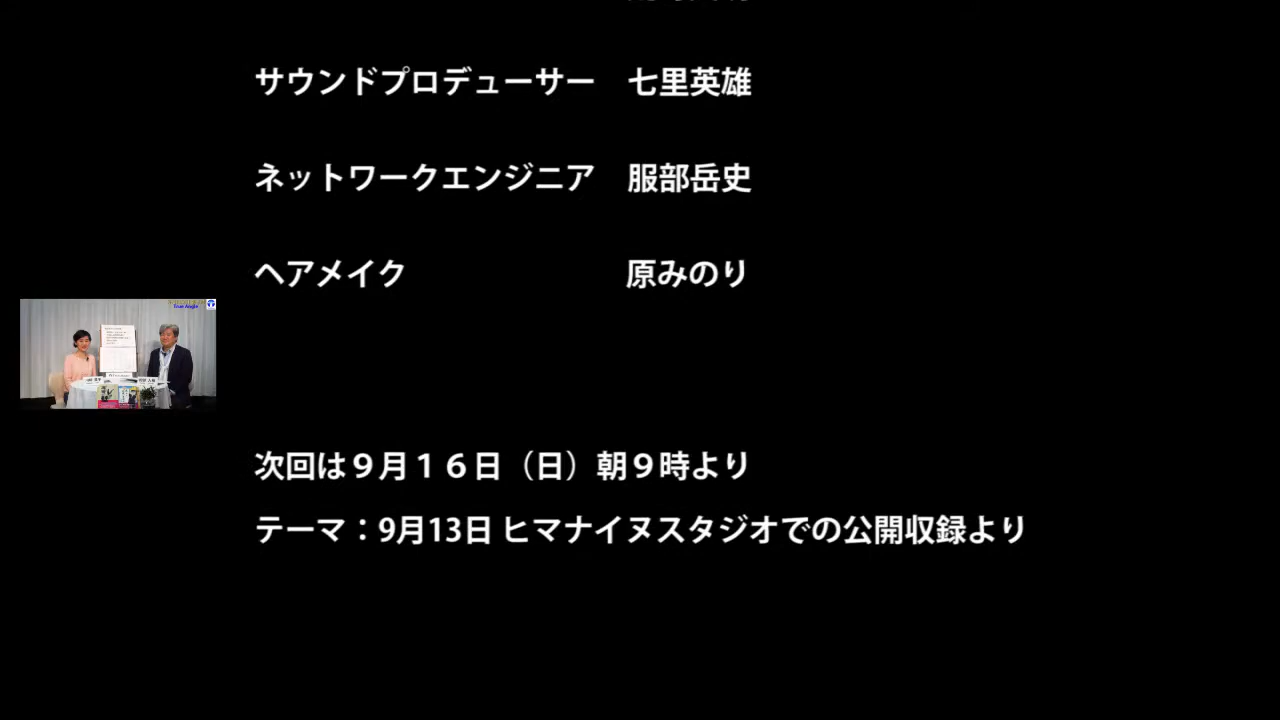 サウンドプロデューサー　七里英雄
ネットワークエンジニア　服部岳史
ヘアメイク　原みのり
True Angle
次回は９月１６日（日）朝９時より
テーマ：9月13日 ヒマナイヌスタジオでの公開収録より